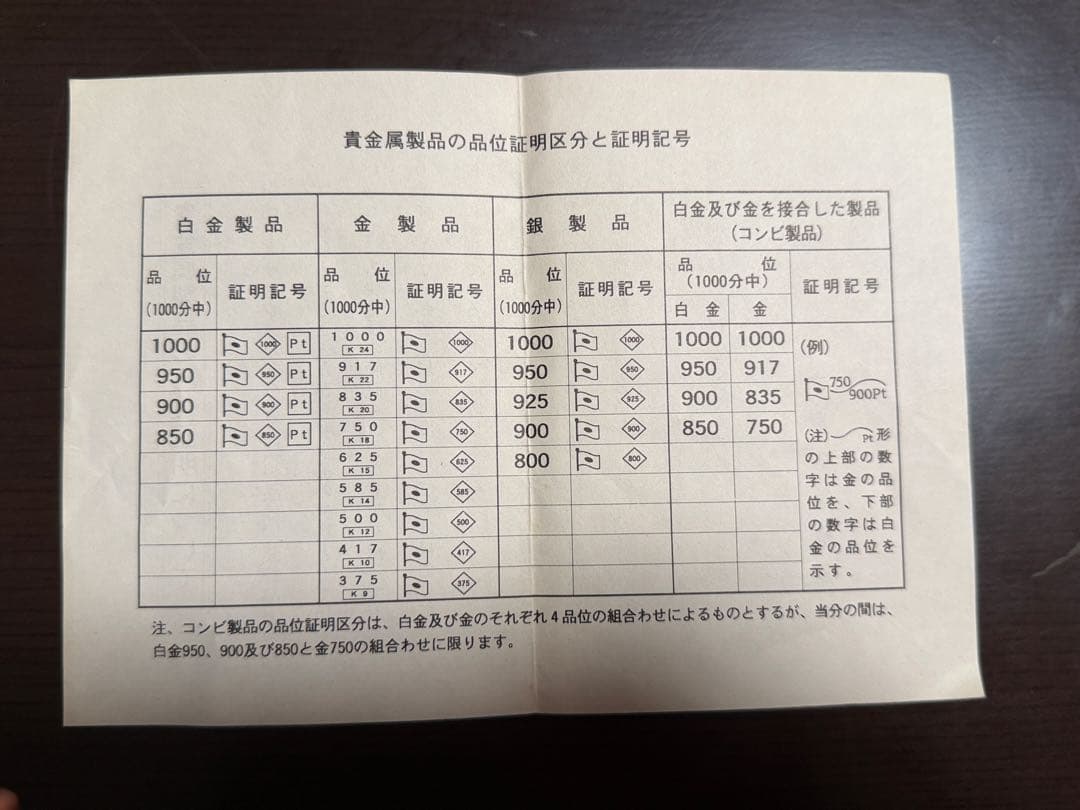 貴金属製品の品位証明区分と証明記号
白金製品 金製品 銀製品 白金及び金を接合した製品
(コンビ製品)
品位 証明記号 品位 証明記号 品位 証明記号 品位 証明記号
(1000分中) (1000分中) (1000分中) (1000分中)
白金 金
1000 1000 Pt 1000 1000 1000 1000 1000 1000 (例)
K 24
950 950 Pt 917 917 950 950 950 917 750
K 22 900Pt
900 900 Pt 835 835 925 925 900 835
K 20
850 850 Pt 750 750 900 900 850 750 (注) Pt形
K 18 の上部の数
625 625 800 800 字は金の品
K 15 位を、下部
585 585 の数字は白
K 14 金の品位を
500 500 示す。
K 12
417 417
K 10
375 375
K 9
注、コンビ製品の品位証明区分は、白金及び金のそれぞれ4品位の組合わせによるものとするが、当分の間は、
白金950、900及び850と金750の組合わせに限ります。